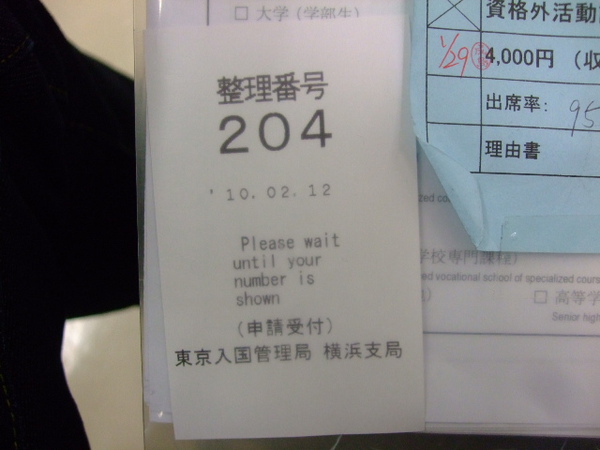 □ 大学 (学部生)
資格外活動
1/29
4,000円 (収
出席率: 95
理由書
整理番号
204
'10.02.12
Please wait
until your
number is
shown
(申請受付)
東京入国管理局 横浜支局
学校専門課程)
ed vocational school of specialized cours
□ 高等学
Senior high